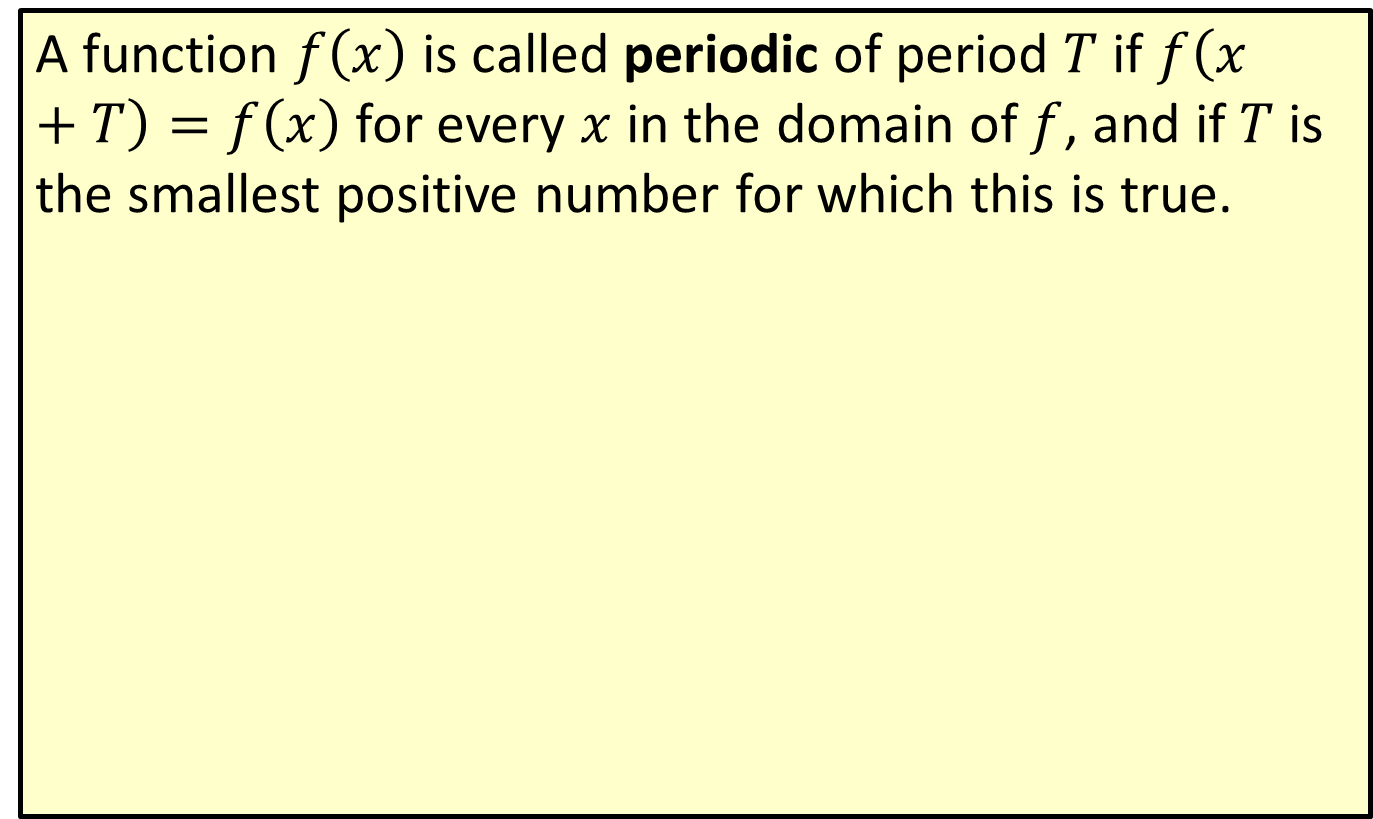 A function 𝑓(𝑥) is called periodic of period 𝑇 if 𝑓(𝑥
+ 𝑇) = 𝑓(𝑥) for every 𝑥 in the domain of 𝑓, and if 𝑇 is
the smallest positive number for which this is true.